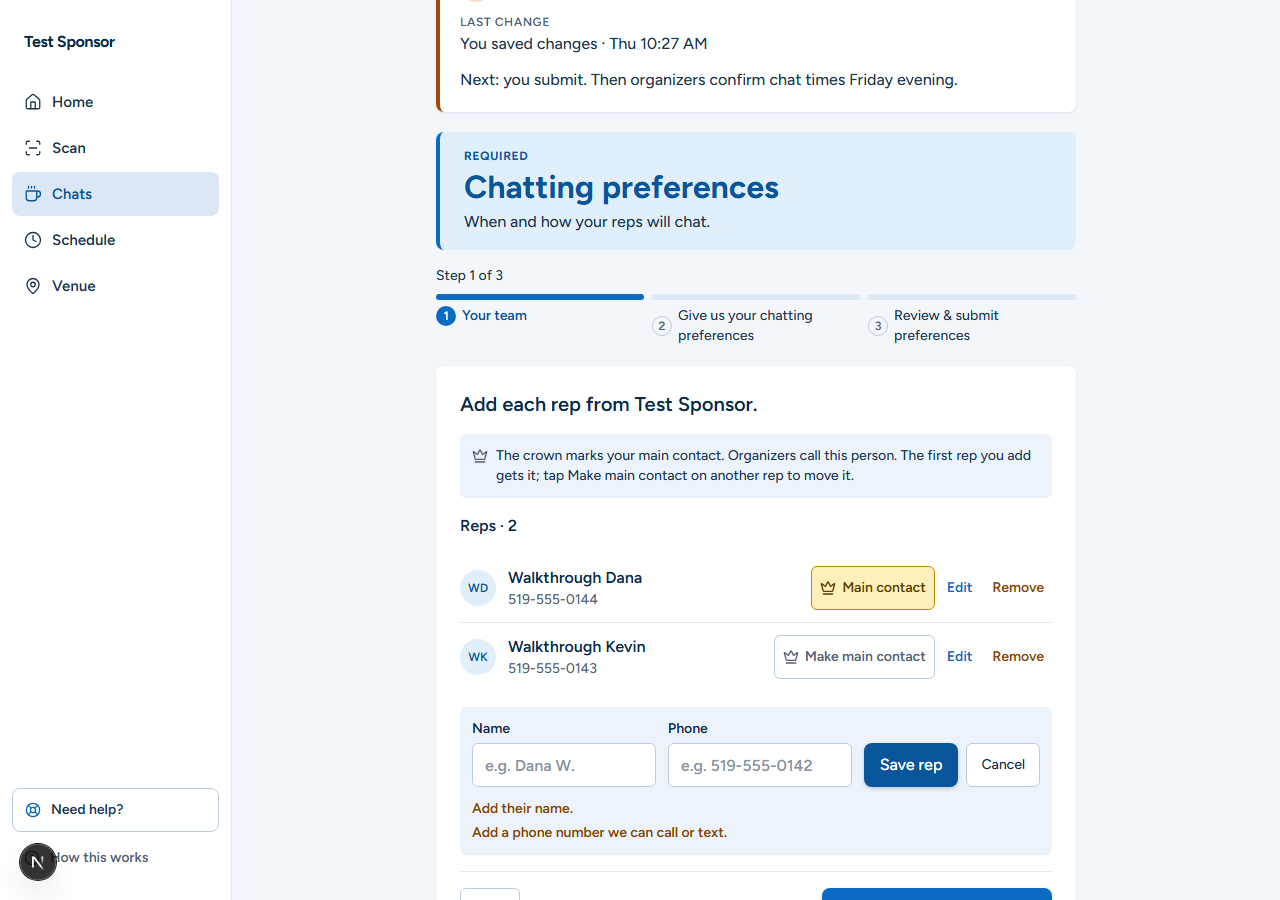 Test Sponsor
Home
Scan
Chats
Schedule
Venue
Need help?
How this works
N
LAST CHANGE
You saved changes · Thu 10:27 AM
Next: you submit. Then organizers confirm chat times Friday evening.
REQUIRED
Chatting preferences
When and how your reps will chat.
Step 1 of 3
1 Your team
2 Give us your chatting
preferences
3 Review & submit
preferences
Add each rep from Test Sponsor.
The crown marks your main contact. Organizers call this person. The first rep you add
gets it; tap Make main contact on another rep to move it.
Reps · 2
WD
Walkthrough Dana
519-555-0144
Main contact
Edit
Remove
WK
Walkthrough Kevin
519-555-0143
Make main contact
Edit
Remove
Name
Phone
e.g. Dana W.
e.g. 519-555-0142
Save rep
Cancel
Add their name.
Add a phone number we can call or text.